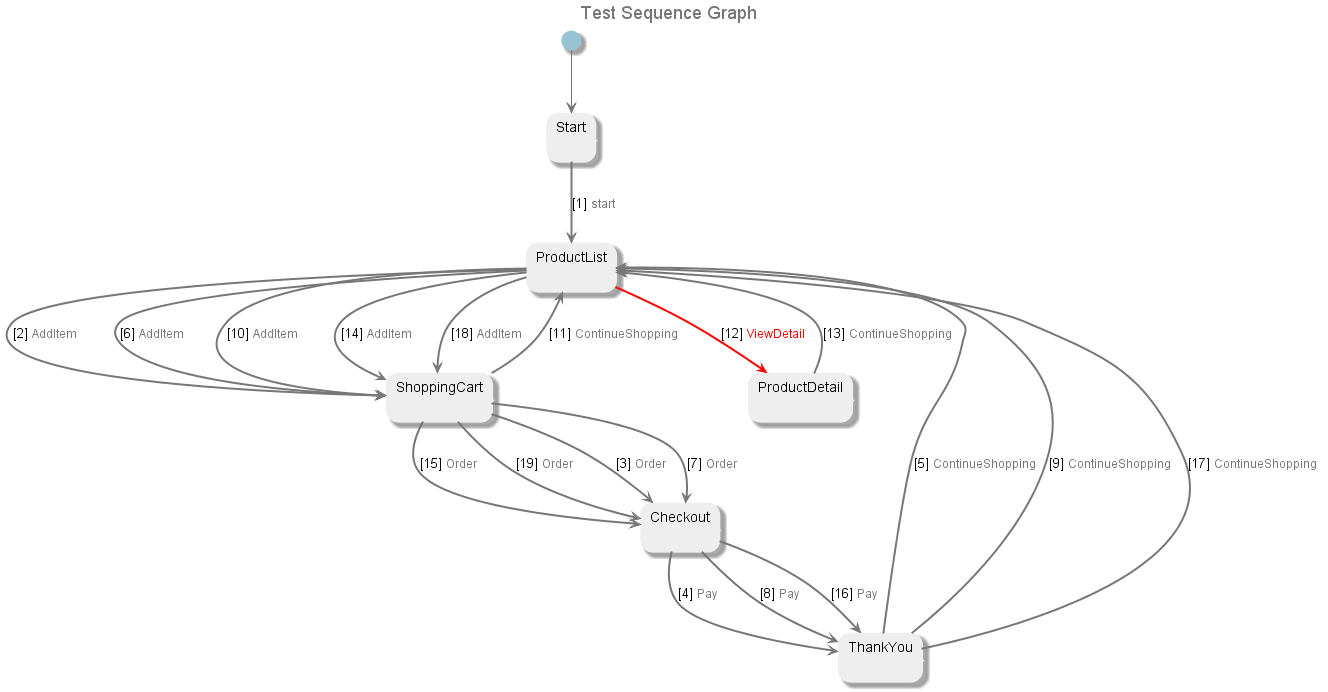 Test Sequence Graph
Start
[1] start
ProductList
[2] AddItem
[6] AddItem
[10] AddItem
[14] AddItem
[18] AddItem
[11] ContinueShopping
[12] ViewDetail
[13] ContinueShopping
ShoppingCart
ProductDetail
[15] Order
[19] Order
[3] Order
[7] Order
[5] ContinueShopping
[9] ContinueShopping
[17] ContinueShopping
Checkout
[4] Pay
[8] Pay
[16] Pay
ThankYou